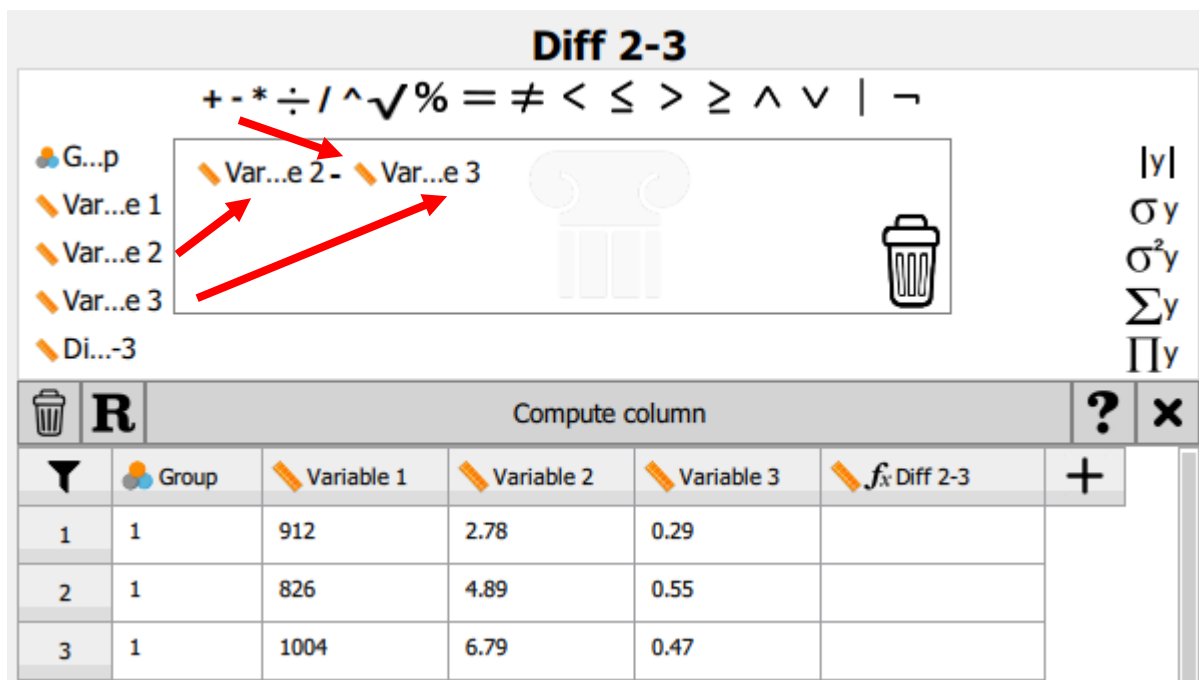 Diff 2-3
+ - * ÷ / ^ √ % = ≠ < ≤ > ≥ ∧ ∨ | ¬
G...p
Var...e 1
Var...e 2
Var...e 3
Di...-3
Var...e 2 - Var...e 3
|y|
σ y
σ²y
∑y
∏y
R Compute column ? ×
Group Variable 1 Variable 2 Variable 3 fx Diff 2-3 +
1 1 912 2.78 0.29
2 1 826 4.89 0.55
3 1 1004 6.79 0.47